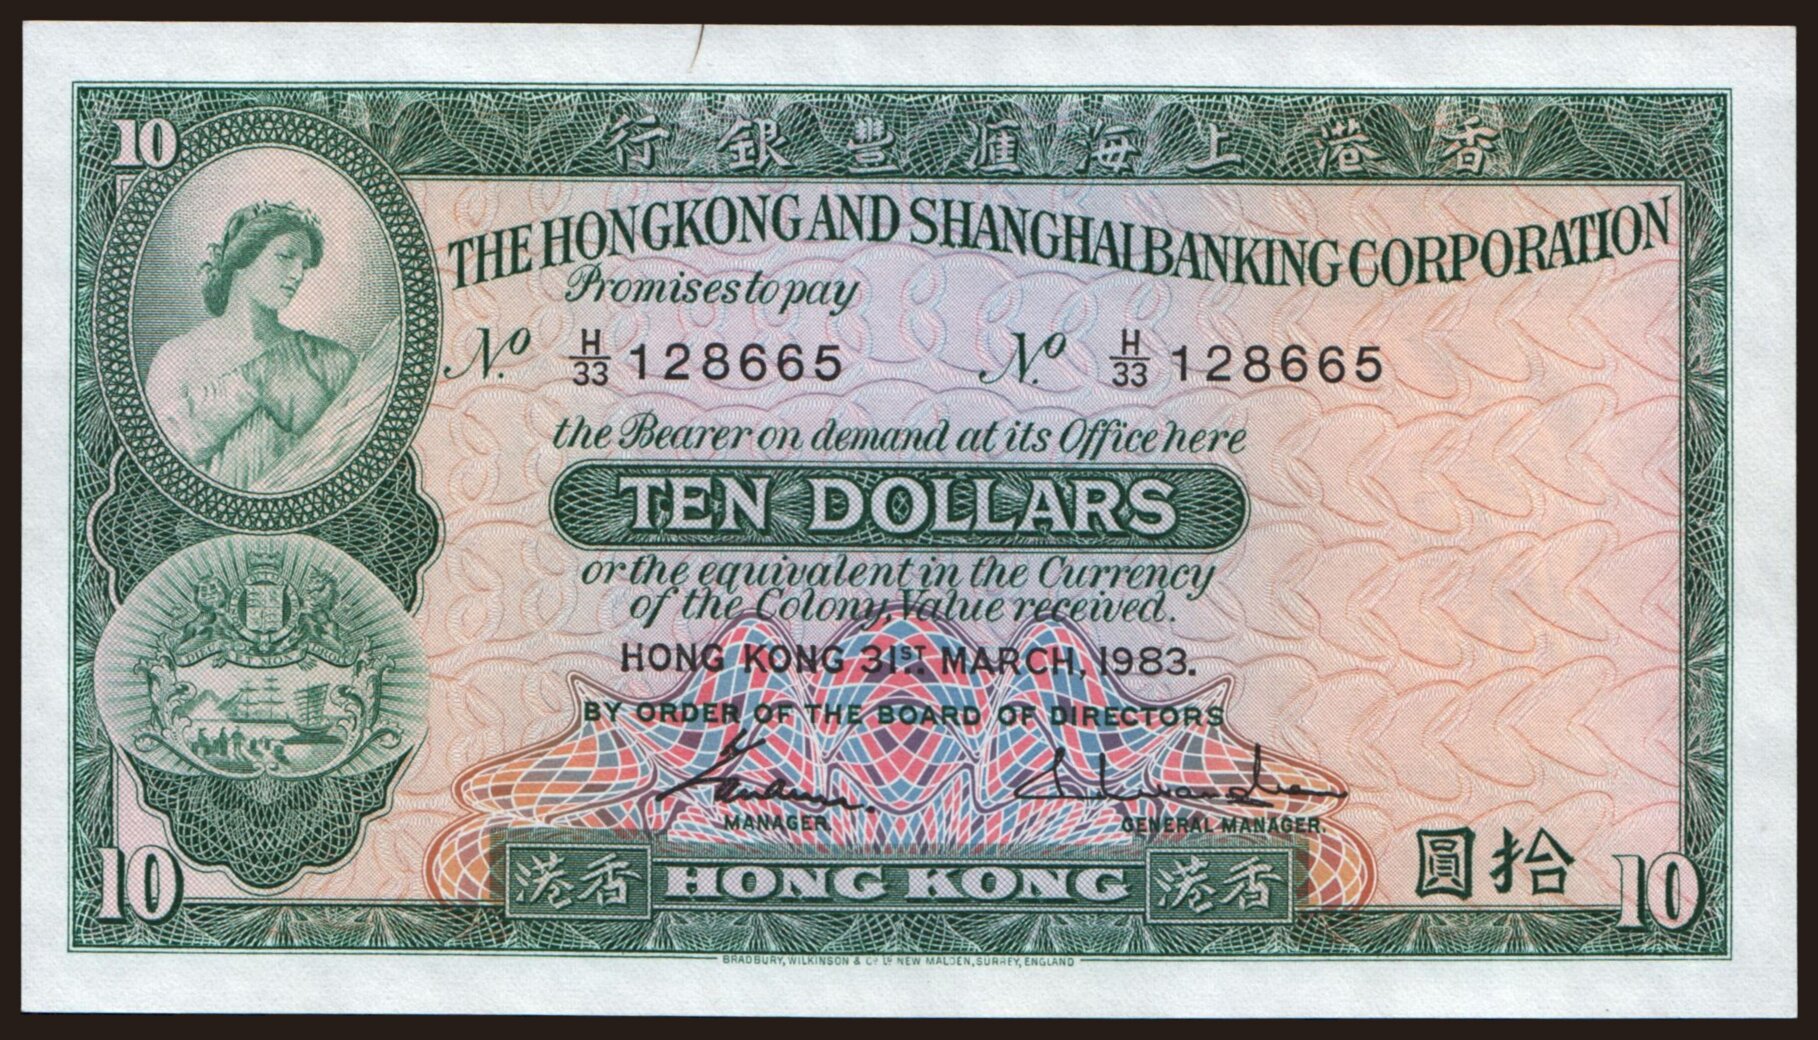 10
行銀豐滙海上港香
THE HONGKONG AND SHANGHAI BANKING CORPORATION
Promises to pay
No. H/33 128665 No. H/33 128665
the Bearer on demand at its Office here
TEN DOLLARS
or the equivalent in the Currency
of the Colony, Value received.
HONG KONG 31ST MARCH, 1983.
BY ORDER OF THE BOARD OF DIRECTORS
MANAGER. GENERAL MANAGER.
圓拾
10 港香 HONG KONG 港香 10
BRADBURY, WILKINSON & Co. Ld. NEW MALDEN, SURREY, ENGLAND